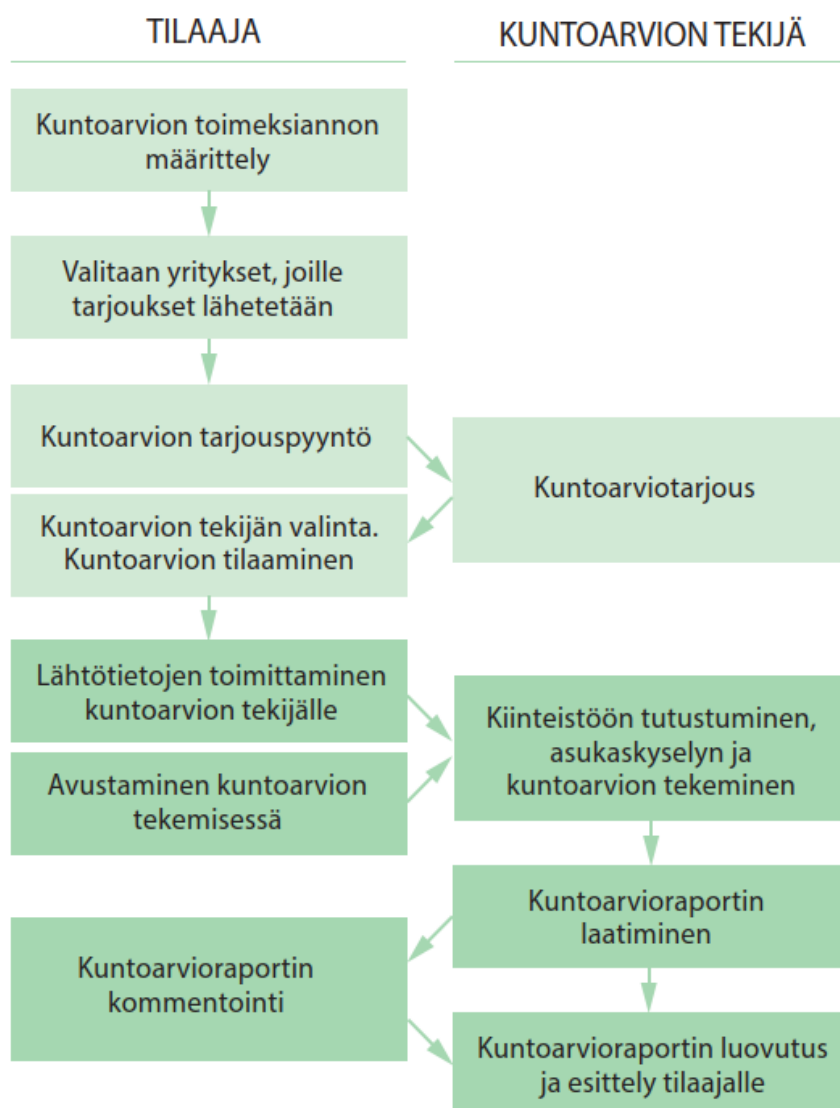 TILAAJA
KUNTOARVION TEKIJÄ
Kuntoarvion toimeksiannon
määrittely
Valitaan yritykset, joille
tarjoukset lähetetään
Kuntoarvion tarjouspyyntö
Kuntoarviotarjous
Kuntoarvion tekijän valinta.
Kuntoarvion tilaaminen
Lähtötietojen toimittaminen
kuntoarvion tekijälle
Avustaminen kuntoarvion
tekemisessä
Kiinteistöön tutustuminen,
asukaskyselyn ja
kuntoarvion tekeminen
Kuntoarvioraportin
laatiminen
Kuntoarvioraportin
kommentointi
Kuntoarvioraportin luovutus
ja esittely tilaajalle